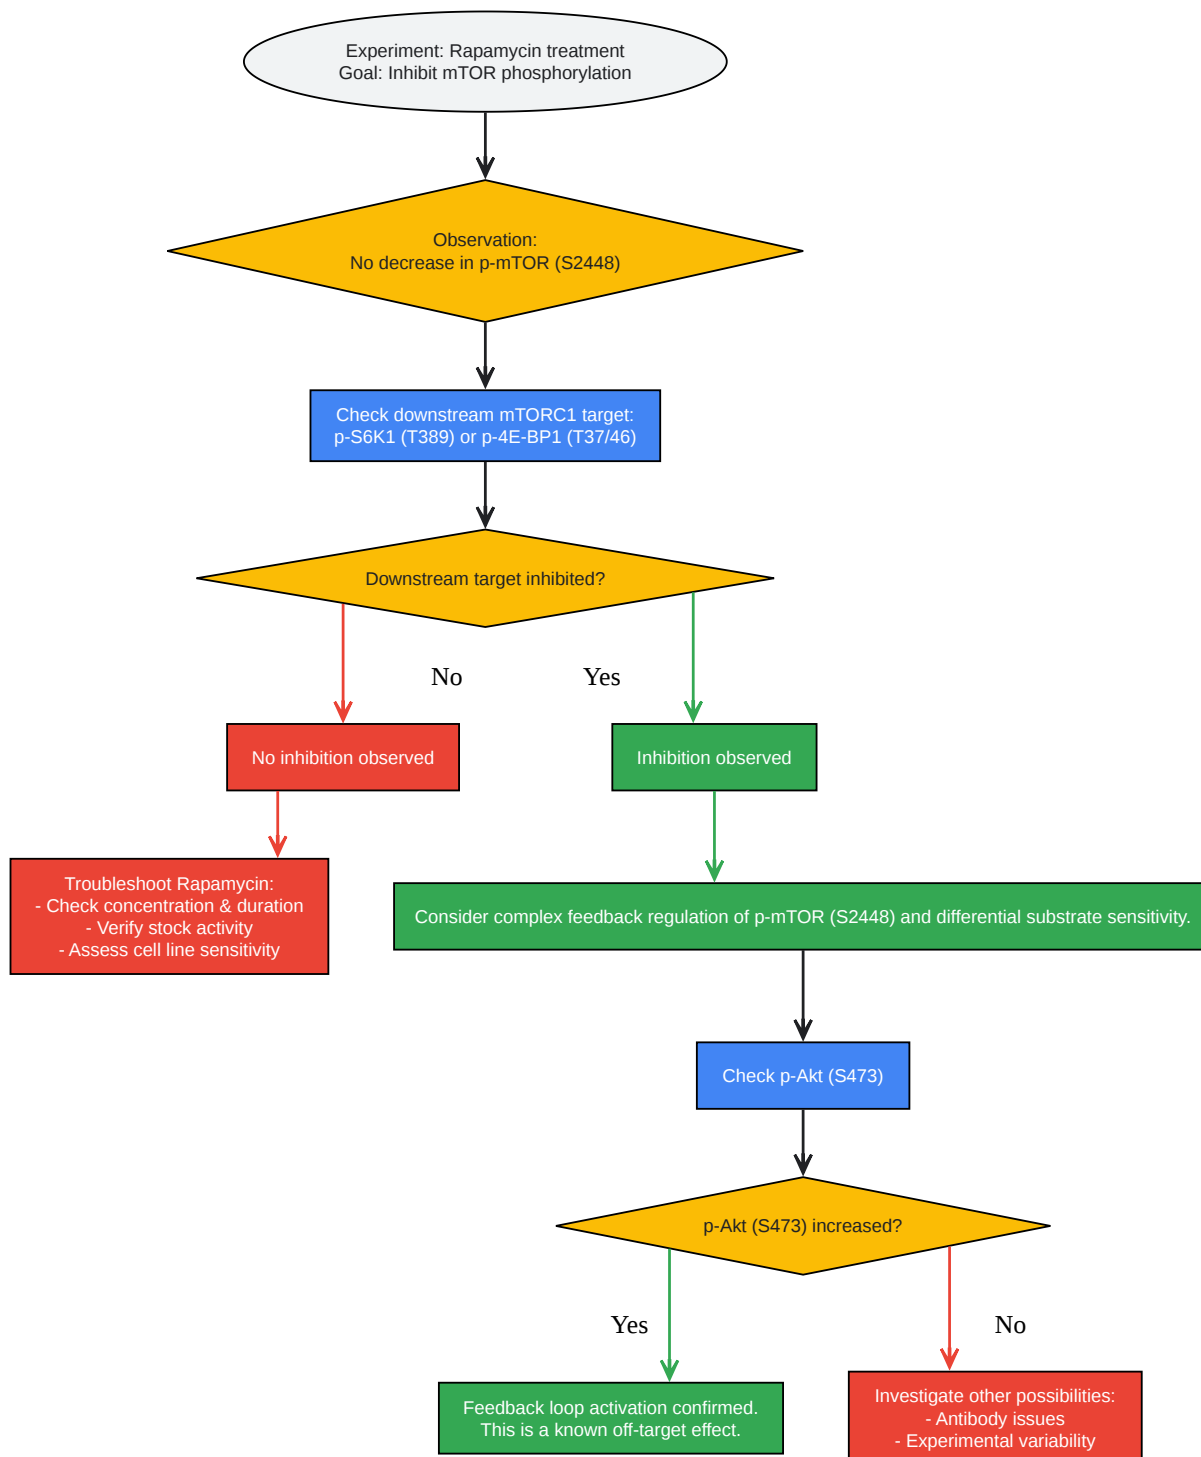 Experiment: Rapamycin treatment
Goal: Inhibit mTOR phosphorylation
Observation:
No decrease in p-mTOR (S2448)
Check downstream mTORC1 target:
p-S6K1 (T389) or p-4E-BP1 (T37/46)
Downstream target inhibited?
No
Yes
No inhibition observed
Inhibition observed
Troubleshoot Rapamycin:
- Check concentration & duration
- Verify stock activity
- Assess cell line sensitivity
Consider complex feedback regulation of p-mTOR (S2448) and differential substrate sensitivity.
Check p-Akt (S473)
p-Akt (S473) increased?
Yes
No
Feedback loop activation confirmed.
This is a known off-target effect.
Investigate other possibilities:
- Antibody issues
- Experimental variability